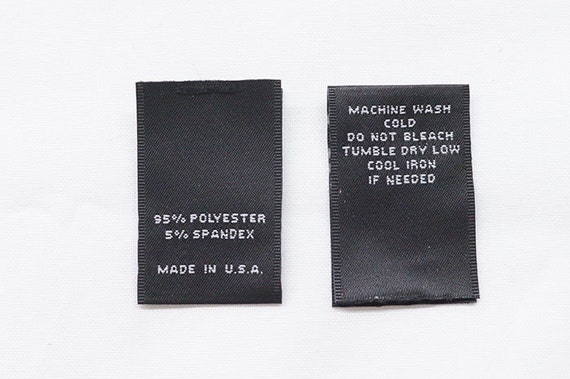 95% POLYESTER
5% SPANDEX
MADE IN U.S.A.
MACHINE WASH
COLD
DO NOT BLEACH
TUMBLE DRY LOW
COOL IRON
IF NEEDED